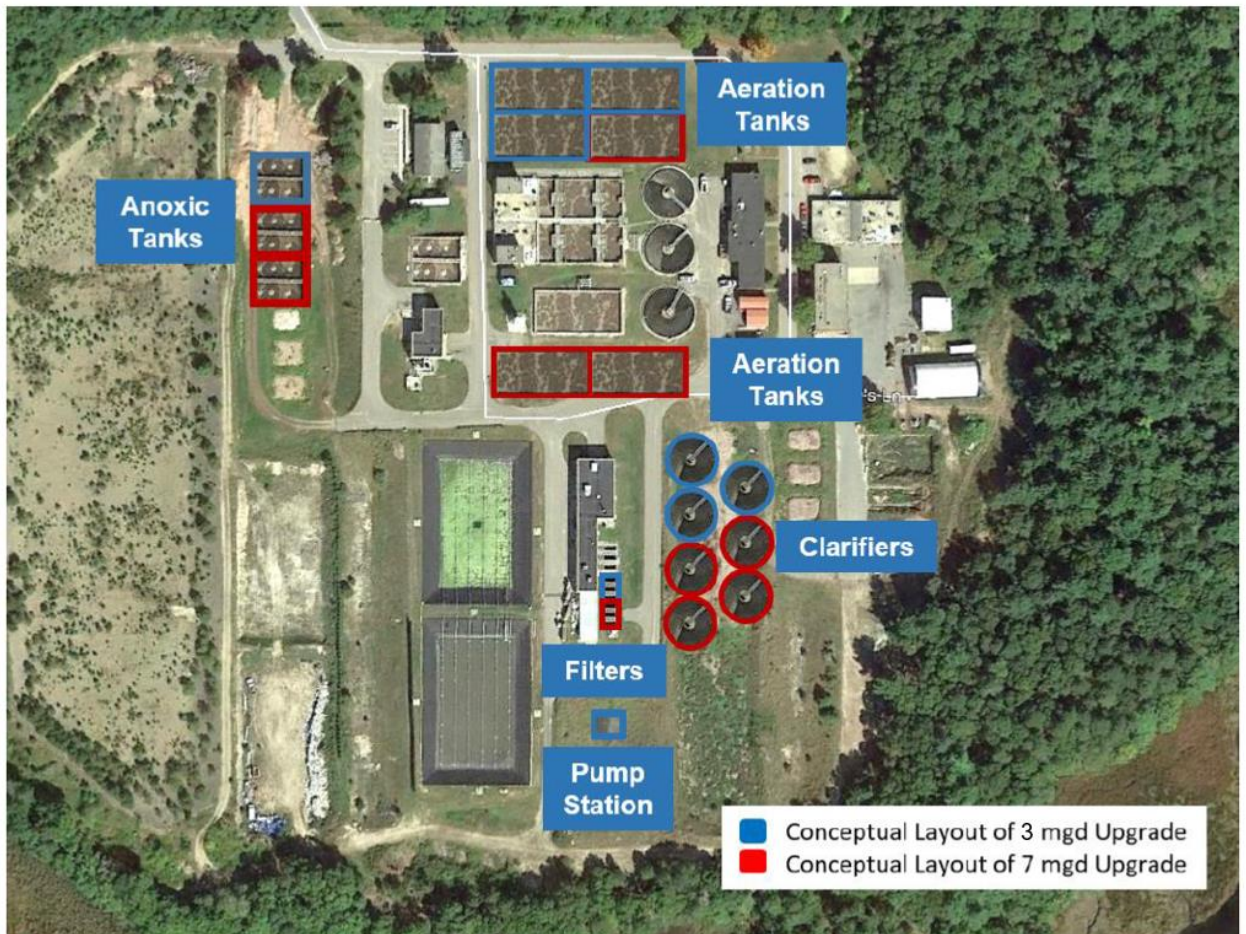 Aeration
Tanks
Anoxic
Tanks
Aeration
Tanks
's Ln
Clarifiers
Filters
Pump
Station
Conceptual Layout of 3 mgd Upgrade
Conceptual Layout of 7 mgd Upgrade